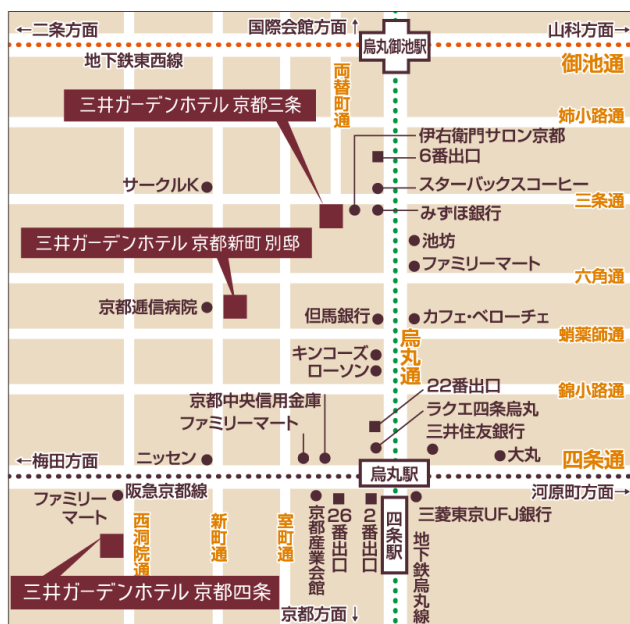 ←二条方面
国際会館方面↑
烏丸御池駅
山科方面→
地下鉄東西線
御池通
両替町通
三井ガーデンホテル 京都三条
姉小路通
伊右衛門サロン京都
6番出口
サークルK
スターバックスコーヒー
三条通
みずほ銀行
三井ガーデンホテル 京都新町 別邸
池坊
ファミリーマート
六角通
京都逓信病院
但馬銀行
カフェ・ベローチェ
烏丸通
蛸薬師通
キンコーズ
ローソン
22番出口
錦小路通
京都中央信用金庫
ファミリーマート
ラクエ四条烏丸
三井住友銀行
←梅田方面
ニッセン
烏丸駅
大丸
四条通
阪急京都線
河原町方面→
ファミリー
マート
西洞院通
新町通
室町通
京都産業会館
26番出口
2番出口
四条駅
地下鉄烏丸線
三菱東京UFJ銀行
三井ガーデンホテル 京都四条
京都方面↓